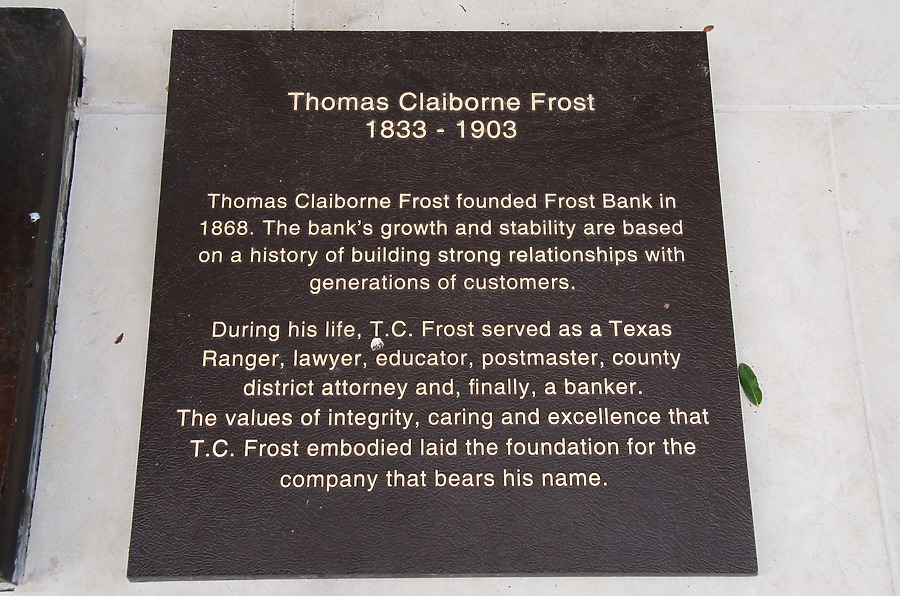 Thomas Claiborne Frost
1833 - 1903
Thomas Claiborne Frost founded Frost Bank in
1868. The bank's growth and stability are based
on a history of building strong relationships with
generations of customers.
During his life, T.C. Frost served as a Texas
Ranger, lawyer, educator, postmaster, county
district attorney and, finally, a banker.
The values of integrity, caring and excellence that
T.C. Frost embodied laid the foundation for the
company that bears his name.